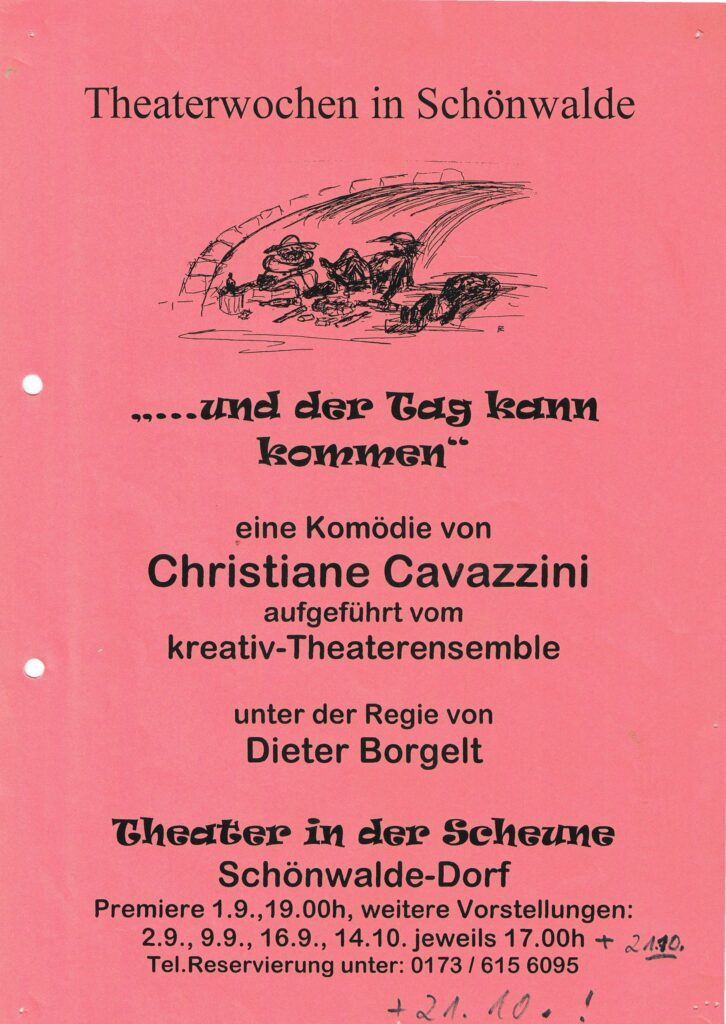 Theaterwochen in Schönwalde
„...und der Tag kann
kommen“
eine Komödie von
Christiane Cavazzini
aufgeführt vom
kreativ-Theaterensemble
unter der Regie von
Dieter Borgelt
Theater in der Scheune
Schönwalde-Dorf
Premiere 1.9.,19.00h, weitere Vorstellungen:
2.9., 9.9., 16.9., 14.10. jeweils 17.00h + 21.10.
Tel.Reservierung unter: 0173 / 615 6095
+ 21. 10. !